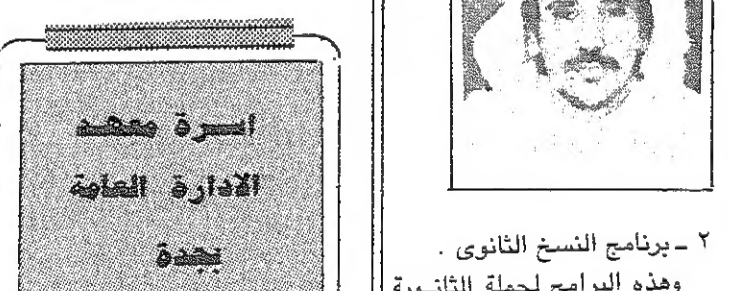 ٢ ـ برنامج النسخ الثانوى .
وهذه البرامج لحملة الثانوية
اسرة معهد
الادارة العامة
بجدة